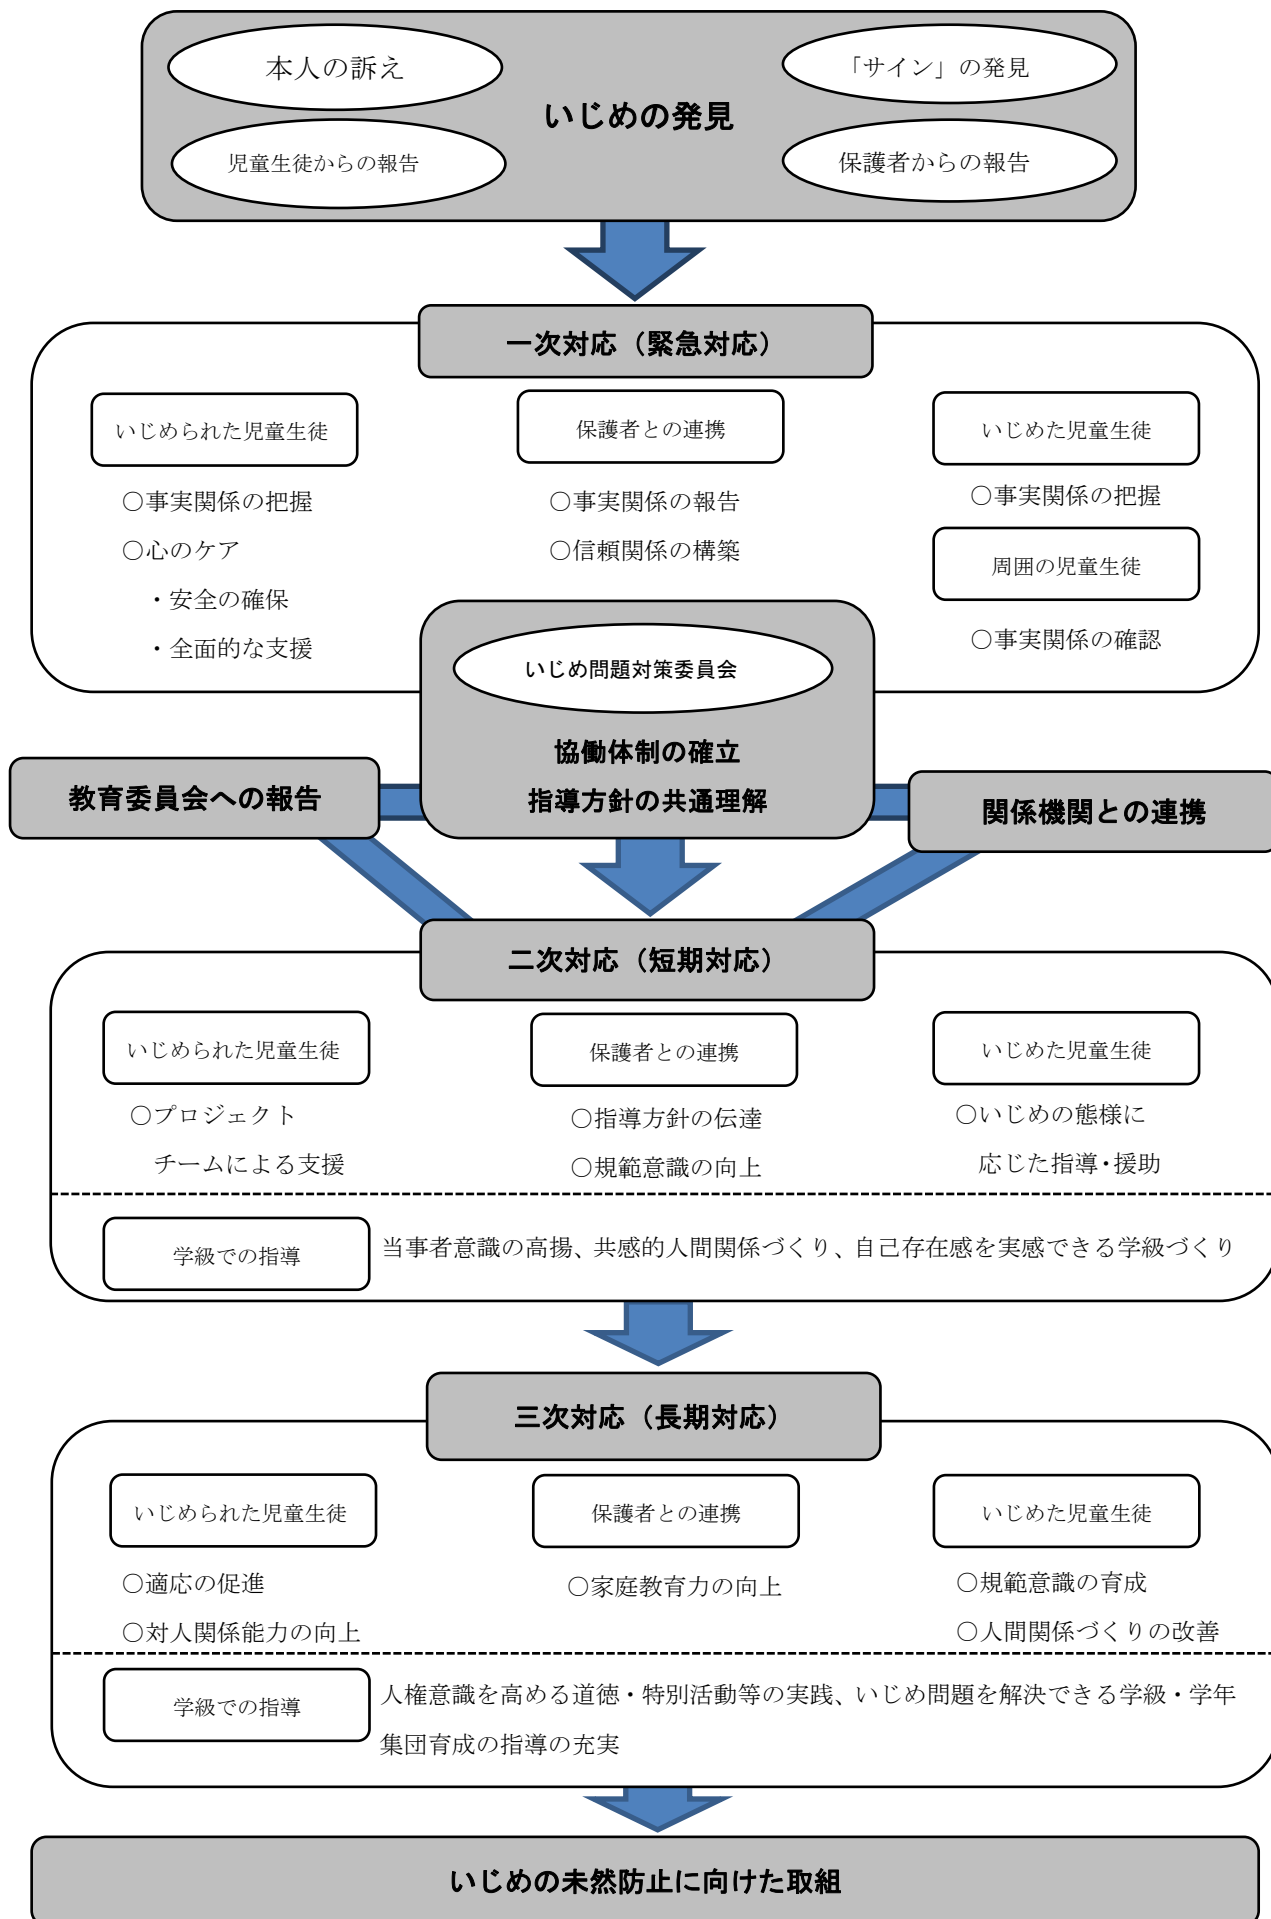 本人の訴え
「サイン」の発見
いじめの発見
児童生徒からの報告
保護者からの報告
一次対応（緊急対応）
いじめられた児童生徒
○事実関係の把握
○心のケア
・安全の確保
・全面的な支援
保護者との連携
○事実関係の報告
○信頼関係の構築
いじめた児童生徒
○事実関係の把握
周囲の児童生徒
○事実関係の確認
いじめ問題対策委員会
協働体制の確立
指導方針の共通理解
教育委員会への報告
関係機関との連携
二次対応（短期対応）
いじめられた児童生徒
○プロジェクト
チームによる支援
保護者との連携
○指導方針の伝達
○規範意識の向上
いじめた児童生徒
○いじめの態様に
応じた指導・援助
学級での指導
当事者意識の高揚、共感的人間関係づくり、自己存在感を実感できる学級づくり
三次対応（長期対応）
いじめられた児童生徒
○適応の促進
○対人関係能力の向上
保護者との連携
○家庭教育力の向上
いじめた児童生徒
○規範意識の育成
○人間関係づくりの改善
学級での指導
人権意識を高める道徳・特別活動等の実践、いじめ問題を解決できる学級・学年
集団育成の指導の充実
いじめの未然防止に向けた取組